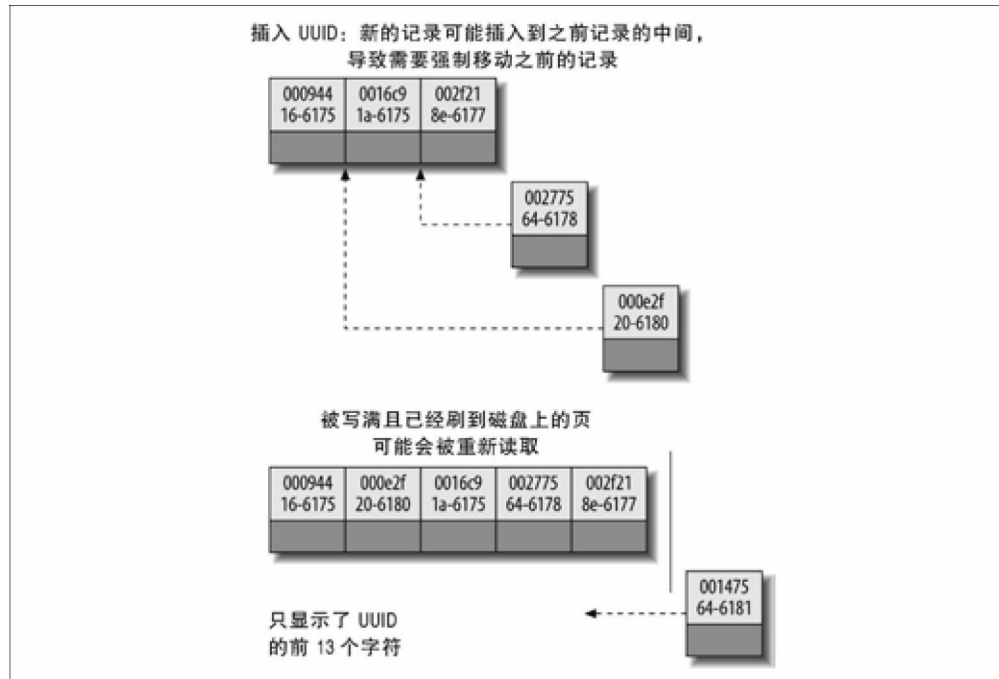 插入 UUID：新的记录可能插入到之前记录的中间，
导致需要强制移动之前的记录
000944 0016c9 002f21
16-6175 1a-6175 8e-6177
002775
64-6178
000e2f
20-6180
被写满且已经刷到磁盘上的页
可能会被重新读取
000944 000e2f 0016c9 002775 002f21
16-6175 20-6180 1a-6175 64-6178 8e-6177
001475
64-6181
只显示了 UUID
的前 13 个字符